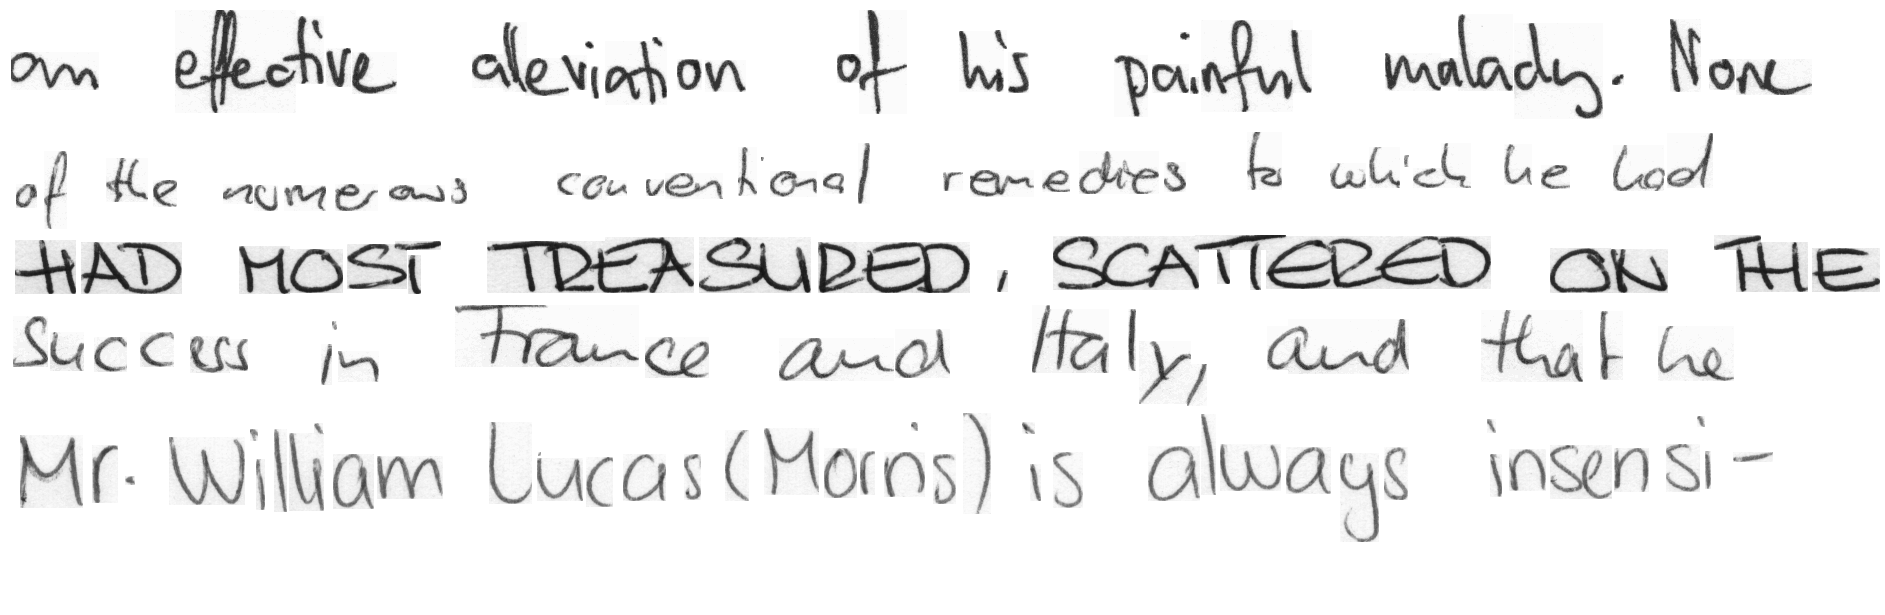 an effective alleviation of his painful malady. None
of the numerous conventional remedies to which he had
HAD MOST TREASURED, SCATTERED ON THE
success in France and Italy, and that he
Mr. William Lucas (Morris) is always insensi-